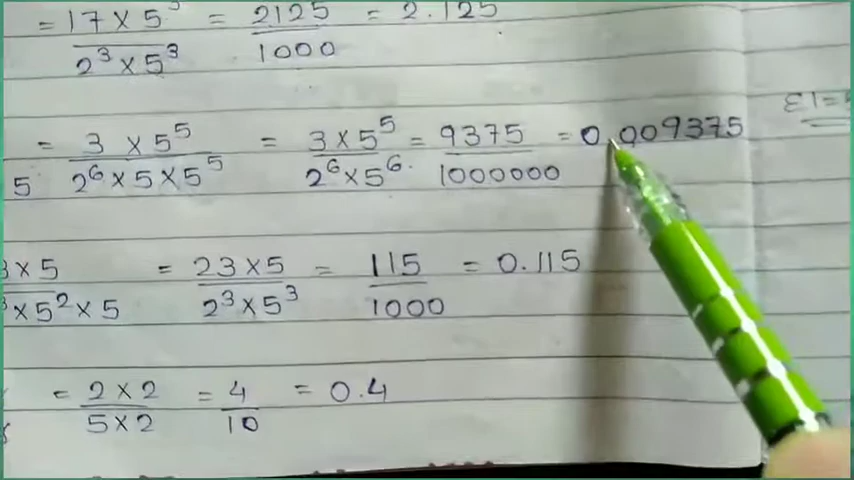 = 17 × 5³ / 2³ × 5³ = 2125 / 1000 = 2.125
= 3 × 5⁵ / 2⁶ × 5 × 5⁵ = 3 × 5⁵ / 2⁶ × 5⁶ = 9375 / 1000000 = 0.009375
3 × 5 / ³ × 5² × 5 = 23 × 5 / 2³ × 5³ = 115 / 1000 = 0.115
= 2 × 2 / 5 × 2 = 4 / 10 = 0.4